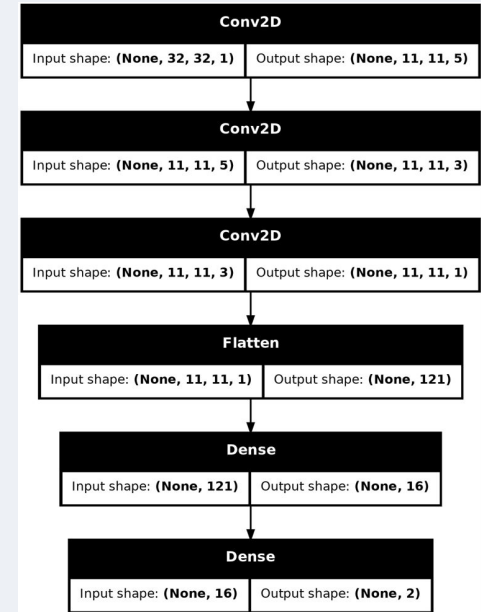 Conv2D
Input shape: (None, 32, 32, 1) Output shape: (None, 11, 11, 5)
Conv2D
Input shape: (None, 11, 11, 5) Output shape: (None, 11, 11, 3)
Conv2D
Input shape: (None, 11, 11, 3) Output shape: (None, 11, 11, 1)
Flatten
Input shape: (None, 11, 11, 1) Output shape: (None, 121)
Dense
Input shape: (None, 121) Output shape: (None, 16)
Dense
Input shape: (None, 16) Output shape: (None, 2)